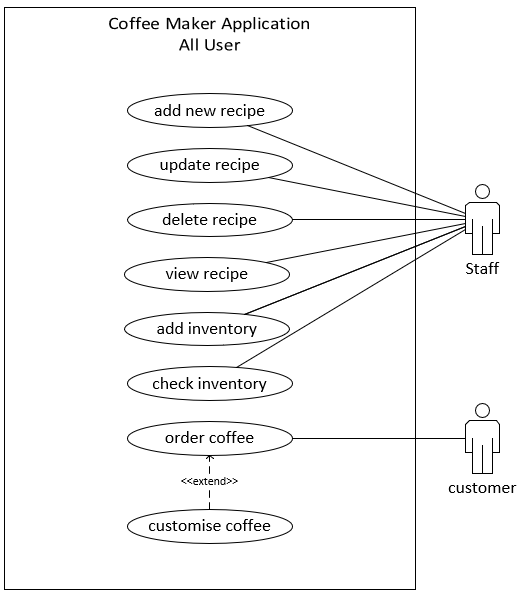 Coffee Maker Application
All User
add new recipe
update recipe
delete recipe
view recipe
add inventory
check inventory
order coffee
<<extend>>
customise coffee
Staff
customer